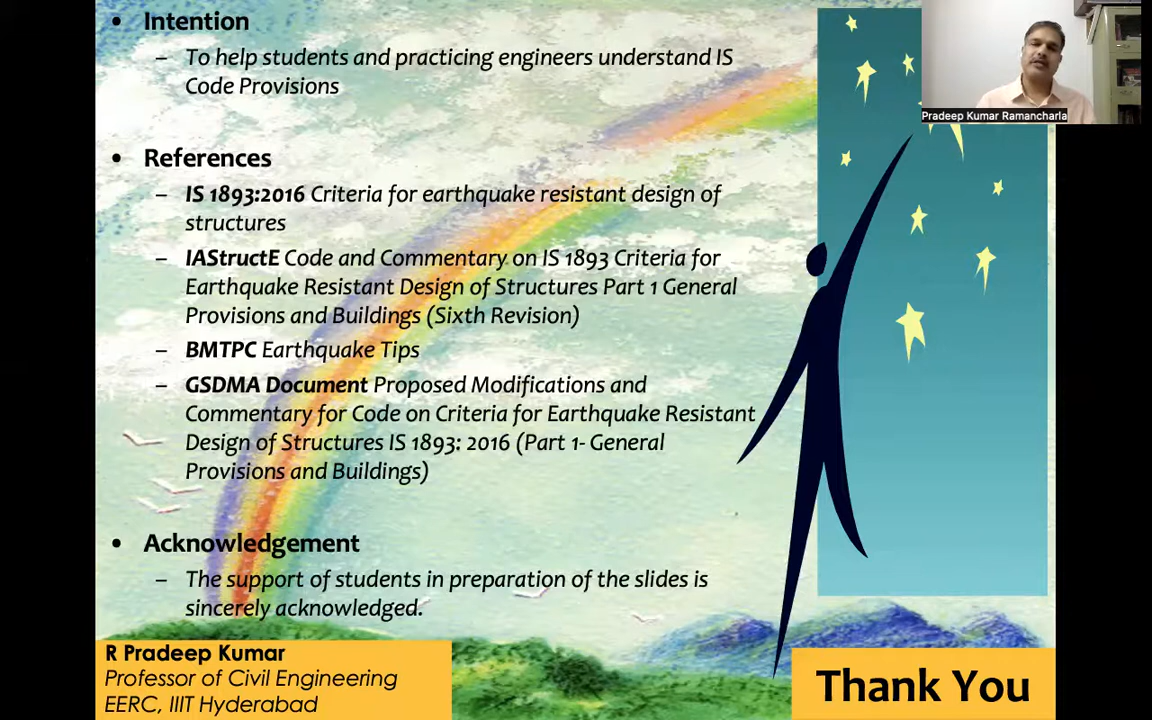 • Intention
– To help students and practicing engineers understand IS
Code Provisions
• References
– IS 1893:2016 Criteria for earthquake resistant design of
structures
– IAStructE Code and Commentary on IS 1893 Criteria for
Earthquake Resistant Design of Structures Part 1 General
Provisions and Buildings (Sixth Revision)
– BMTPC Earthquake Tips
– GSDMA Document Proposed Modifications and
Commentary for Code on Criteria for Earthquake Resistant
Design of Structures IS 1893: 2016 (Part 1- General
Provisions and Buildings)
• Acknowledgement
– The support of students in preparation of the slides is
sincerely acknowledged.
R Pradeep Kumar
Professor of Civil Engineering
EERC, IIIT Hyderabad
Thank You
Pradeep Kumar Ramancharla